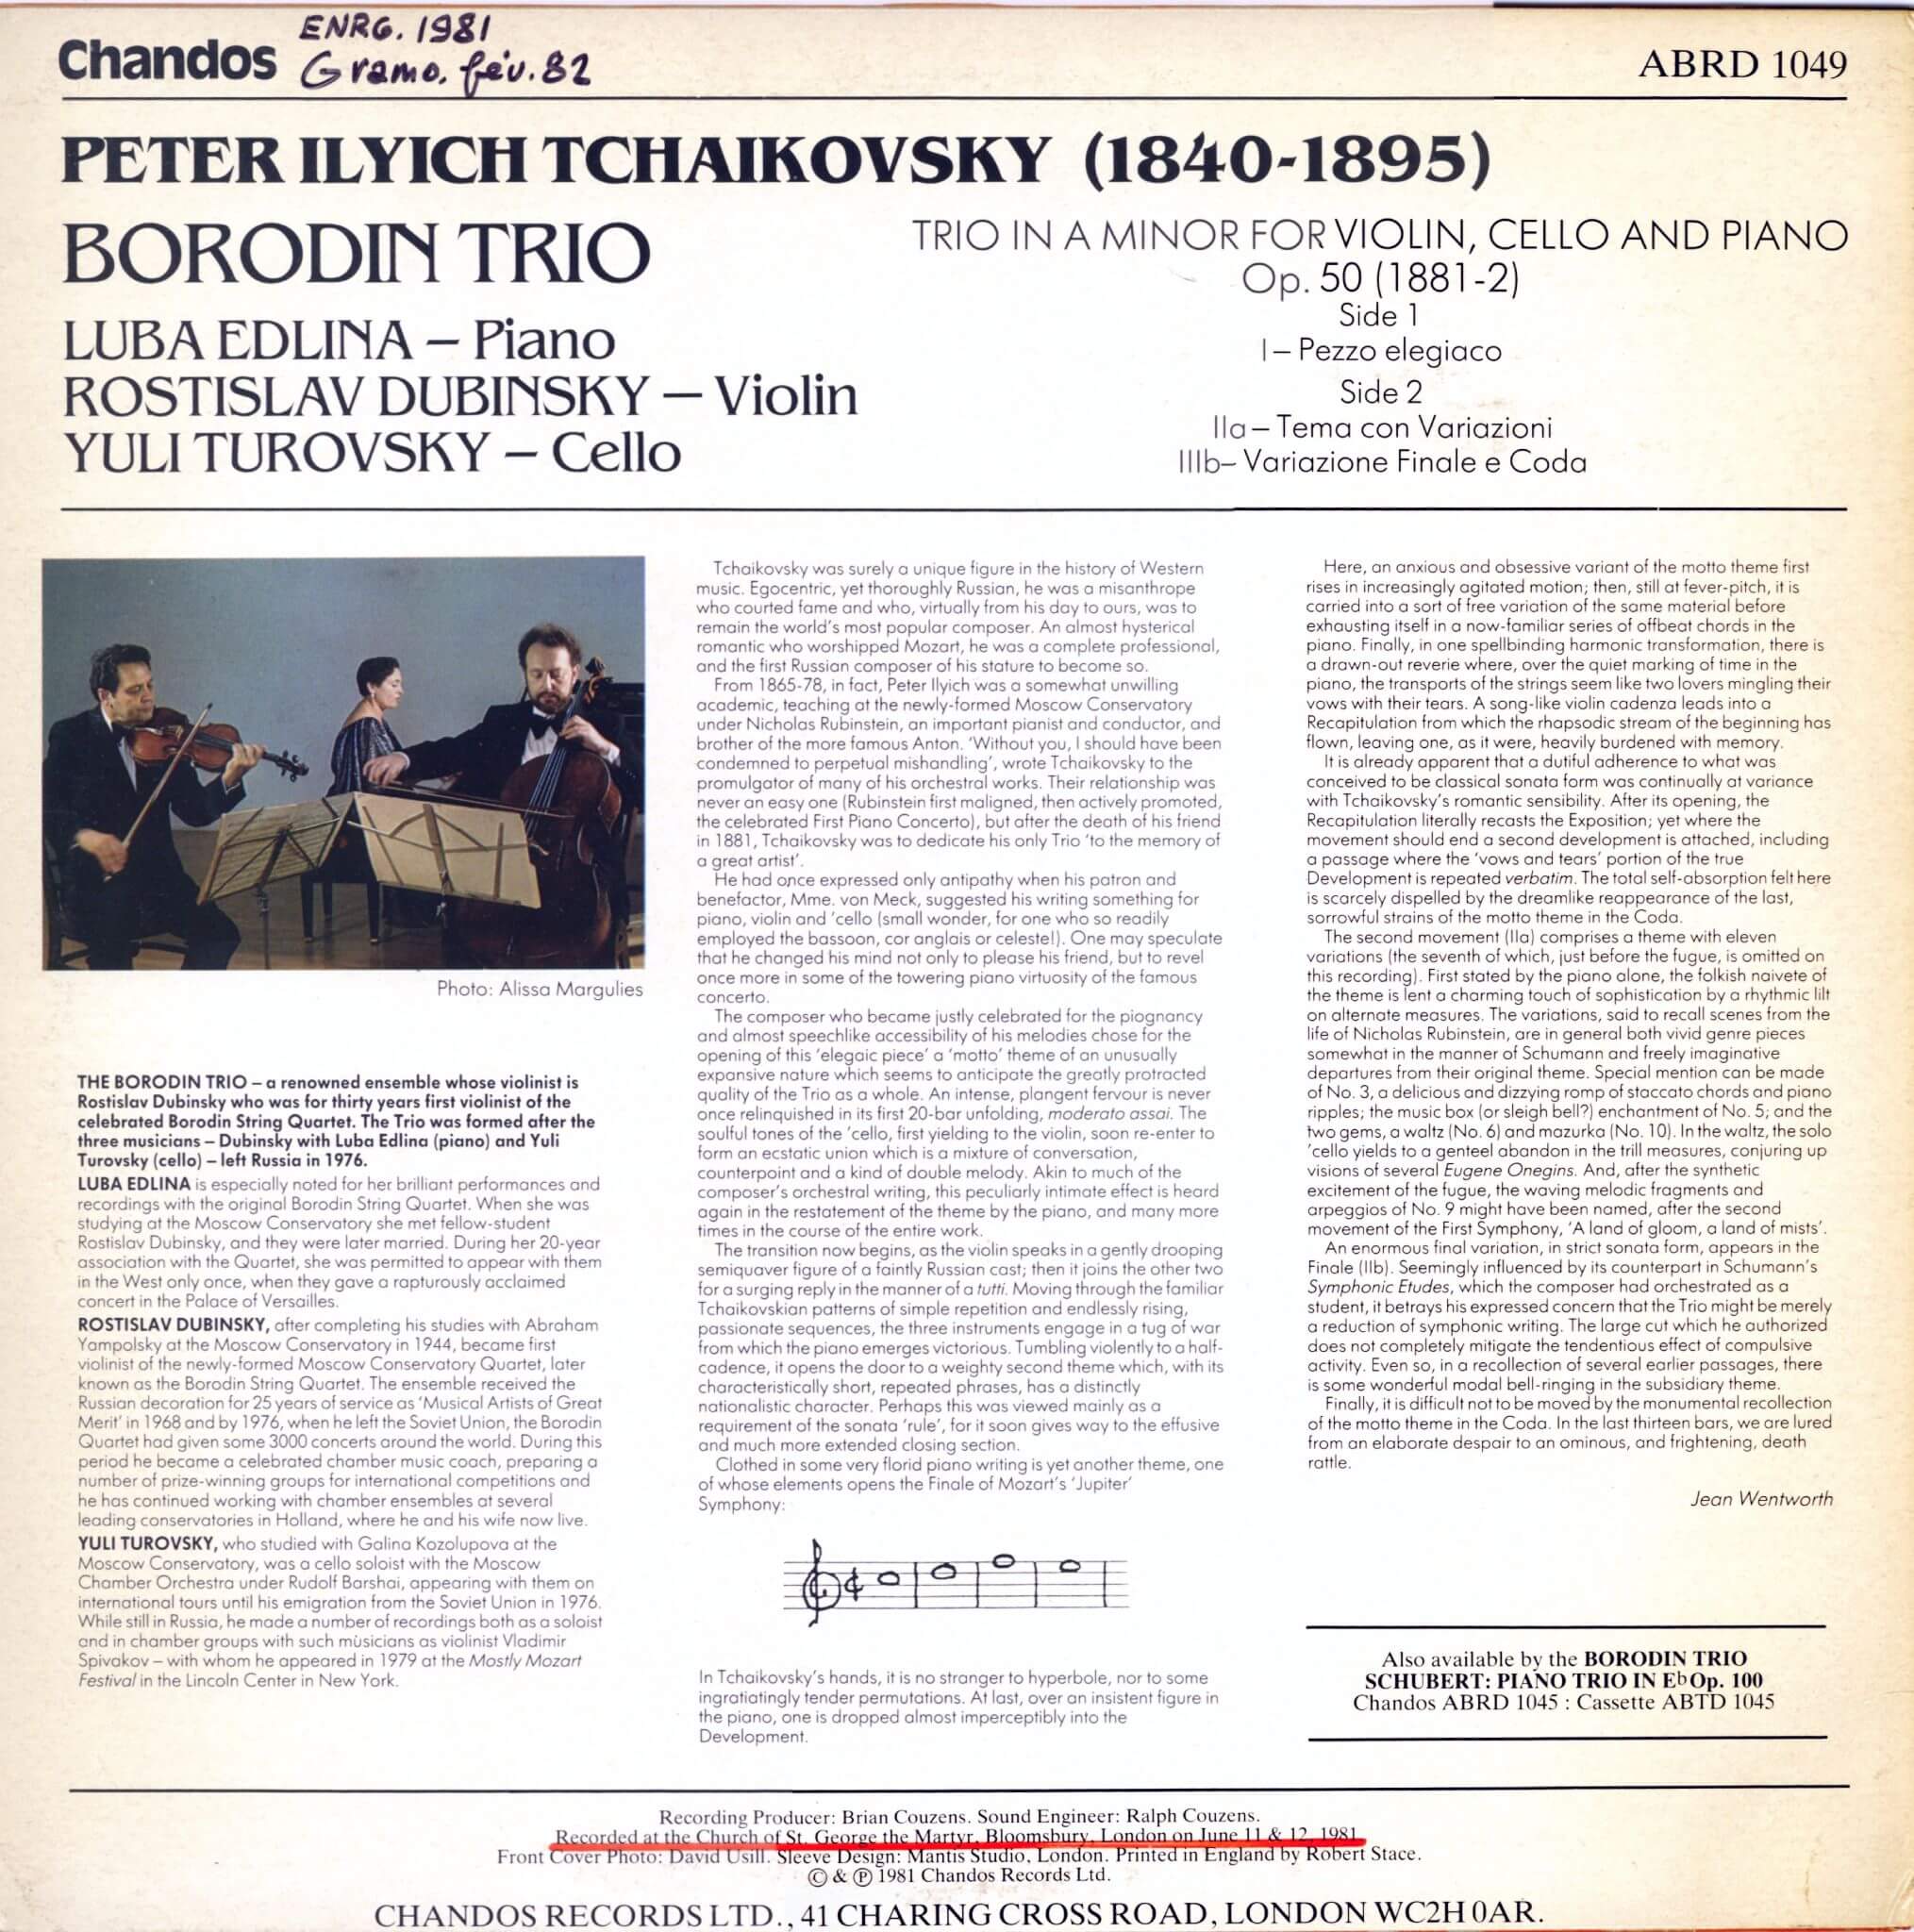 Chandos
ENRG. 1981
Gramo. fév. 82
ABRD 1049
PETER ILYICH TCHAIKOVSKY (1840-1895)
BORODIN TRIO
LUBA EDLINA – Piano
ROSTISLAV DUBINSKY – Violin
YULI TUROVSKY – Cello
TRIO IN A MINOR FOR VIOLIN, CELLO AND PIANO
Op. 50 (1881-2)
Side 1
I – Pezzo elegiaco
Side 2
IIa – Tema con Variazioni
IIIb– Variazione Finale e Coda
Photo: Alissa Margulies
THE BORODIN TRIO – a renowned ensemble whose violinist is
Rostislav Dubinsky who was for thirty years first violinist of the
celebrated Borodin String Quartet. The Trio was formed after the
three musicians – Dubinsky with Luba Edlina (piano) and Yuli
Turovsky (cello) – left Russia in 1976.
LUBA EDLINA is especially noted for her brilliant performances and
recordings with the original Borodin String Quartet. When she was
studying at the Moscow Conservatory she met fellow-student
Rostislav Dubinsky, and they were later married. During her 20-year
association with the Quartet, she was permitted to appear with them
in the West only once, when they gave a rapturously acclaimed
concert in the Palace of Versailles.
ROSTISLAV DUBINSKY, after completing his studies with Abraham
Yampolsky at the Moscow Conservatory in 1944, became first
violinist of the newly-formed Moscow Conservatory Quartet, later
known as the Borodin String Quartet. The ensemble received the
Russian decoration for 25 years of service as 'Musical Artists of Great
Merit' in 1968 and by 1976, when he left the Soviet Union, the Borodin
Quartet had given some 3000 concerts around the world. During this
period he became a celebrated chamber music coach, preparing a
number of prize-winning groups for international competitions and
he has continued working with chamber ensembles at several
leading conservatories in Holland, where he and his wife now live.
YULI TUROVSKY, who studied with Galina Kozolupova at the
Moscow Conservatory, was a cello soloist with the Moscow
Chamber Orchestra under Rudolf Barshai, appearing with them on
international tours until his emigration from the Soviet Union in 1976.
While still in Russia, he made a number of recordings both as a soloist
and in chamber groups with such musicians as violinist Vladimir
Spivakov – with whom he appeared in 1979 at the Mostly Mozart
Festival in the Lincoln Center in New York.
Tchaikovsky was surely a unique figure in the history of Western
music. Egocentric, yet thoroughly Russian, he was a misanthrope
who courted fame and who, virtually from his day to ours, was to
remain the world's most popular composer. An almost hysterical
romantic who worshipped Mozart, he was a complete professional,
and the first Russian composer of his stature to become so.
From 1865-78, in fact, Peter Ilyich was a somewhat unwilling
academic, teaching at the newly-formed Moscow Conservatory
under Nicholas Rubinstein, an important pianist and conductor, and
brother of the more famous Anton. 'Without you, I should have been
condemned to perpetual mishandling', wrote Tchaikovsky to the
promulgator of many of his orchestral works. Their relationship was
never an easy one (Rubinstein first maligned, then actively promoted,
the celebrated First Piano Concerto), but after the death of his friend
in 1881, Tchaikovsky was to dedicate his only Trio 'to the memory of
a great artist'.
He had once expressed only antipathy when his patron and
benefactor, Mme. von Meck, suggested his writing something for
piano, violin and 'cello (small wonder, for one who so readily
employed the bassoon, cor anglais or celeste!). One may speculate
that he changed his mind not only to please his friend, but to revel
once more in some of the towering piano virtuosity of the famous
concerto.
The composer who became justly celebrated for the piognancy
and almost speechlike accessibility of his melodies chose for the
opening of this 'elegaic piece' a 'motto' theme of an unusually
expansive nature which seems to anticipate the greatly protracted
quality of the Trio as a whole. An intense, plangent fervour is never
once relinquished in its first 20-bar unfolding, moderato assai. The
soulful tones of the 'cello, first yielding to the violin, soon re-enter to
form an ecstatic union which is a mixture of conversation,
counterpoint and a kind of double melody. Akin to much of the
composer's orchestral writing, this peculiarly intimate effect is heard
again in the restatement of the theme by the piano, and many more
times in the course of the entire work.
The transition now begins, as the violin speaks in a gently drooping
semiquaver figure of a faintly Russian cast; then it joins the other two
for a surging reply in the manner of a tutti. Moving through the familiar
Tchaikovskian patterns of simple repetition and endlessly rising,
passionate sequences, the three instruments engage in a tug of war
from which the piano emerges victorious. Tumbling violently to a half-
cadence, it opens the door to a weighty second theme which, with its
characteristically short, repeated phrases, has a distinctly
nationalistic character. Perhaps this was viewed mainly as a
requirement of the sonata 'rule', for it soon gives way to the effusive
and much more extended closing section.
Clothed in some very florid piano writing is yet another theme, one
of whose elements opens the Finale of Mozart's 'Jupiter'
Symphony:
In Tchaikovsky's hands, it is no stranger to hyperbole, nor to some
ingratiatingly tender permutations. At last, over an insistent figure in
the piano, one is dropped almost imperceptibly into the
Development.
Here, an anxious and obsessive variant of the motto theme first
rises in increasingly agitated motion; then, still at fever-pitch, it is
carried into a sort of free variation of the same material before
exhausting itself in a now-familiar series of offbeat chords in the
piano. Finally, in one spellbinding harmonic transformation, there is
a drawn-out reverie where, over the quiet marking of time in the
piano, the transports of the strings seem like two lovers mingling their
vows with their tears. A song-like violin cadenza leads into a
Recapitulation from which the rhapsodic stream of the beginning has
flown, leaving one, as it were, heavily burdened with memory.
It is already apparent that a dutiful adherence to what was
conceived to be classical sonata form was continually at variance
with Tchaikovsky's romantic sensibility. After its opening, the
Recapitulation literally recasts the Exposition; yet where the
movement should end a second development is attached, including
a passage where the 'vows and tears' portion of the true
Development is repeated verbatim. The total self-absorption felt here
is scarcely dispelled by the dreamlike reappearance of the last,
sorrowful strains of the motto theme in the Coda.
The second movement (IIa) comprises a theme with eleven
variations (the seventh of which, just before the fugue, is omitted on
this recording). First stated by the piano alone, the folkish naivete of
the theme is lent a charming touch of sophistication by a rhythmic lilt
on alternate measures. The variations, said to recall scenes from the
life of Nicholas Rubinstein, are in general both vivid genre pieces
somewhat in the manner of Schumann and freely imaginative
departures from their original theme. Special mention can be made
of No. 3, a delicious and dizzying romp of staccato chords and piano
ripples; the music box (or sleigh bell?) enchantment of No. 5; and the
two gems, a waltz (No. 6) and mazurka (No. 10). In the waltz, the solo
'cello yields to a genteel abandon in the trill measures, conjuring up
visions of several Eugene Onegins. And, after the synthetic
excitement of the fugue, the waving melodic fragments and
arpeggios of No. 9 might have been named, after the second
movement of the First Symphony, 'A land of gloom, a land of mists'.
An enormous final variation, in strict sonata form, appears in the
Finale (IIb). Seemingly influenced by its counterpart in Schumann's
Symphonic Etudes, which the composer had orchestrated as a
student, it betrays his expressed concern that the Trio might be merely
a reduction of symphonic writing. The large cut which he authorized
does not completely mitigate the tendentious effect of compulsive
activity. Even so, in a recollection of several earlier passages, there
is some wonderful modal bell-ringing in the subsidiary theme.
Finally, it is difficult not to be moved by the monumental recollection
of the motto theme in the Coda. In the last thirteen bars, we are lured
from an elaborate despair to an ominous, and frightening, death
rattle.
Jean Wentworth
Also available by the BORODIN TRIO
SCHUBERT: PIANO TRIO IN E♭ Op. 100
Chandos ABRD 1045 : Cassette ABTD 1045
Recording Producer: Brian Couzens. Sound Engineer: Ralph Couzens.
Recorded at the Church of St. George the Martyr, Bloomsbury, London on June 11 & 12, 1981
Front Cover Photo: David Usill. Sleeve Design: Mantis Studio, London. Printed in England by Robert Stace.
© & ℗ 1981 Chandos Records Ltd.
CHANDOS RECORDS LTD., 41 CHARING CROSS ROAD, LONDON WC2H 0AR.